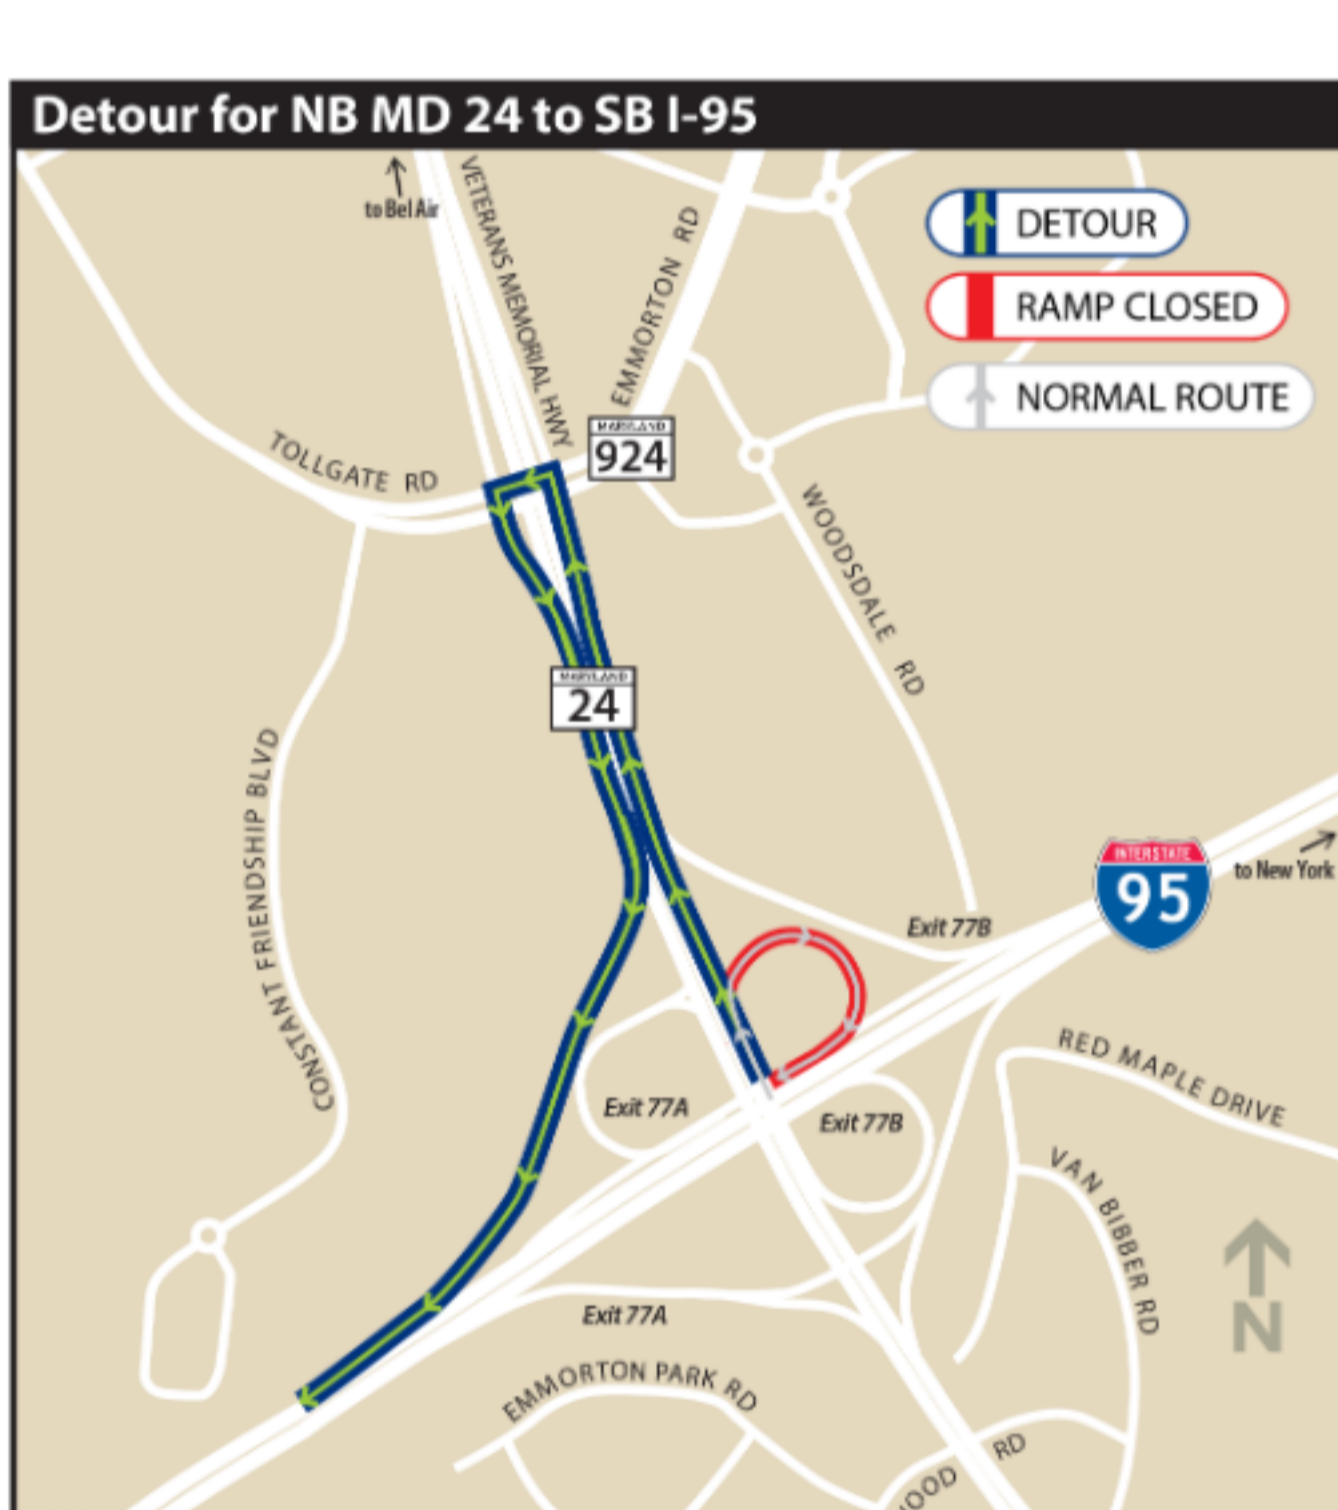 Detour for NB MD 24 to SB I-95
to Bel Air
VETERANS MEMORIAL HWY
EMMORTON RD
DETOUR
RAMP CLOSED
NORMAL ROUTE
MARYLAND
924
TOLLGATE RD
WOODSDALE RD
MARYLAND
24
CONSTANT FRIENDSHIP BLVD
INTERSTATE
95
to New York
Exit 77B
RED MAPLE DRIVE
Exit 77A
Exit 77B
VAN BIBBER RD
N
Exit 77A
EMMORTON PARK RD
OOD RD